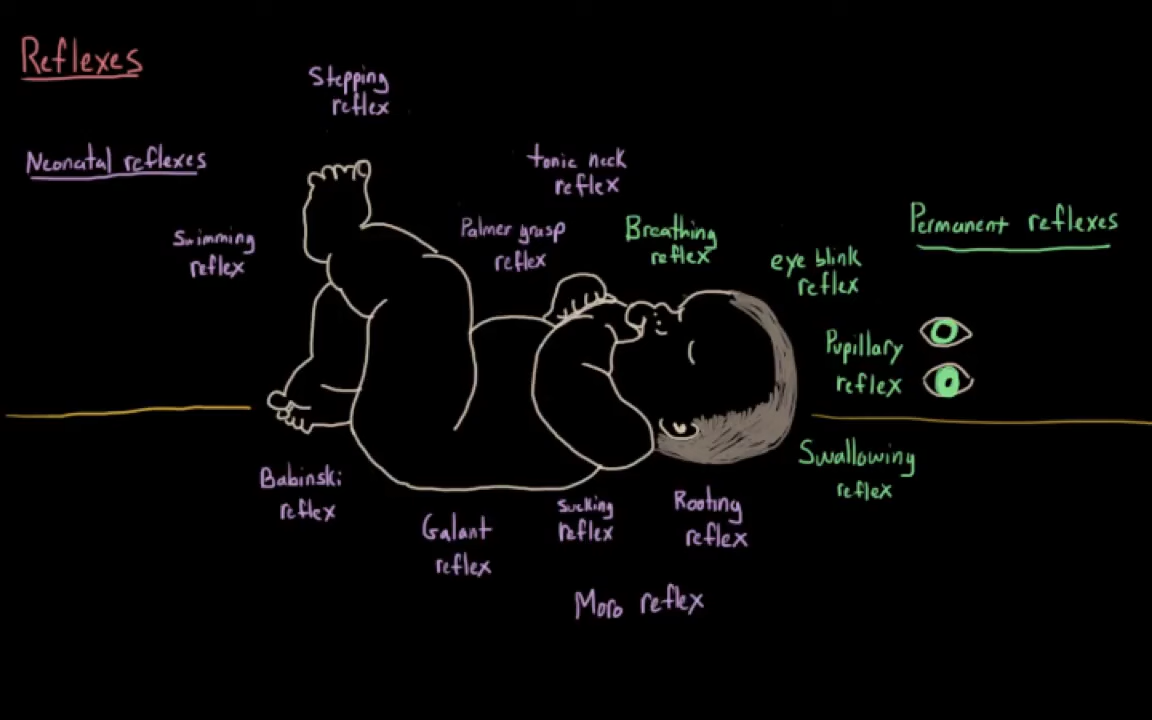 Reflexes
Stepping
reflex
Neonatal reflexes
tonic neck
reflex
Swimming
reflex
Palmer grasp
reflex
Breathing
reflex
eye blink
reflex
Permanent reflexes
Pupillary
reflex
Swallowing
reflex
Babinski
reflex
Galant
reflex
Sucking
reflex
Rooting
reflex
Moro reflex